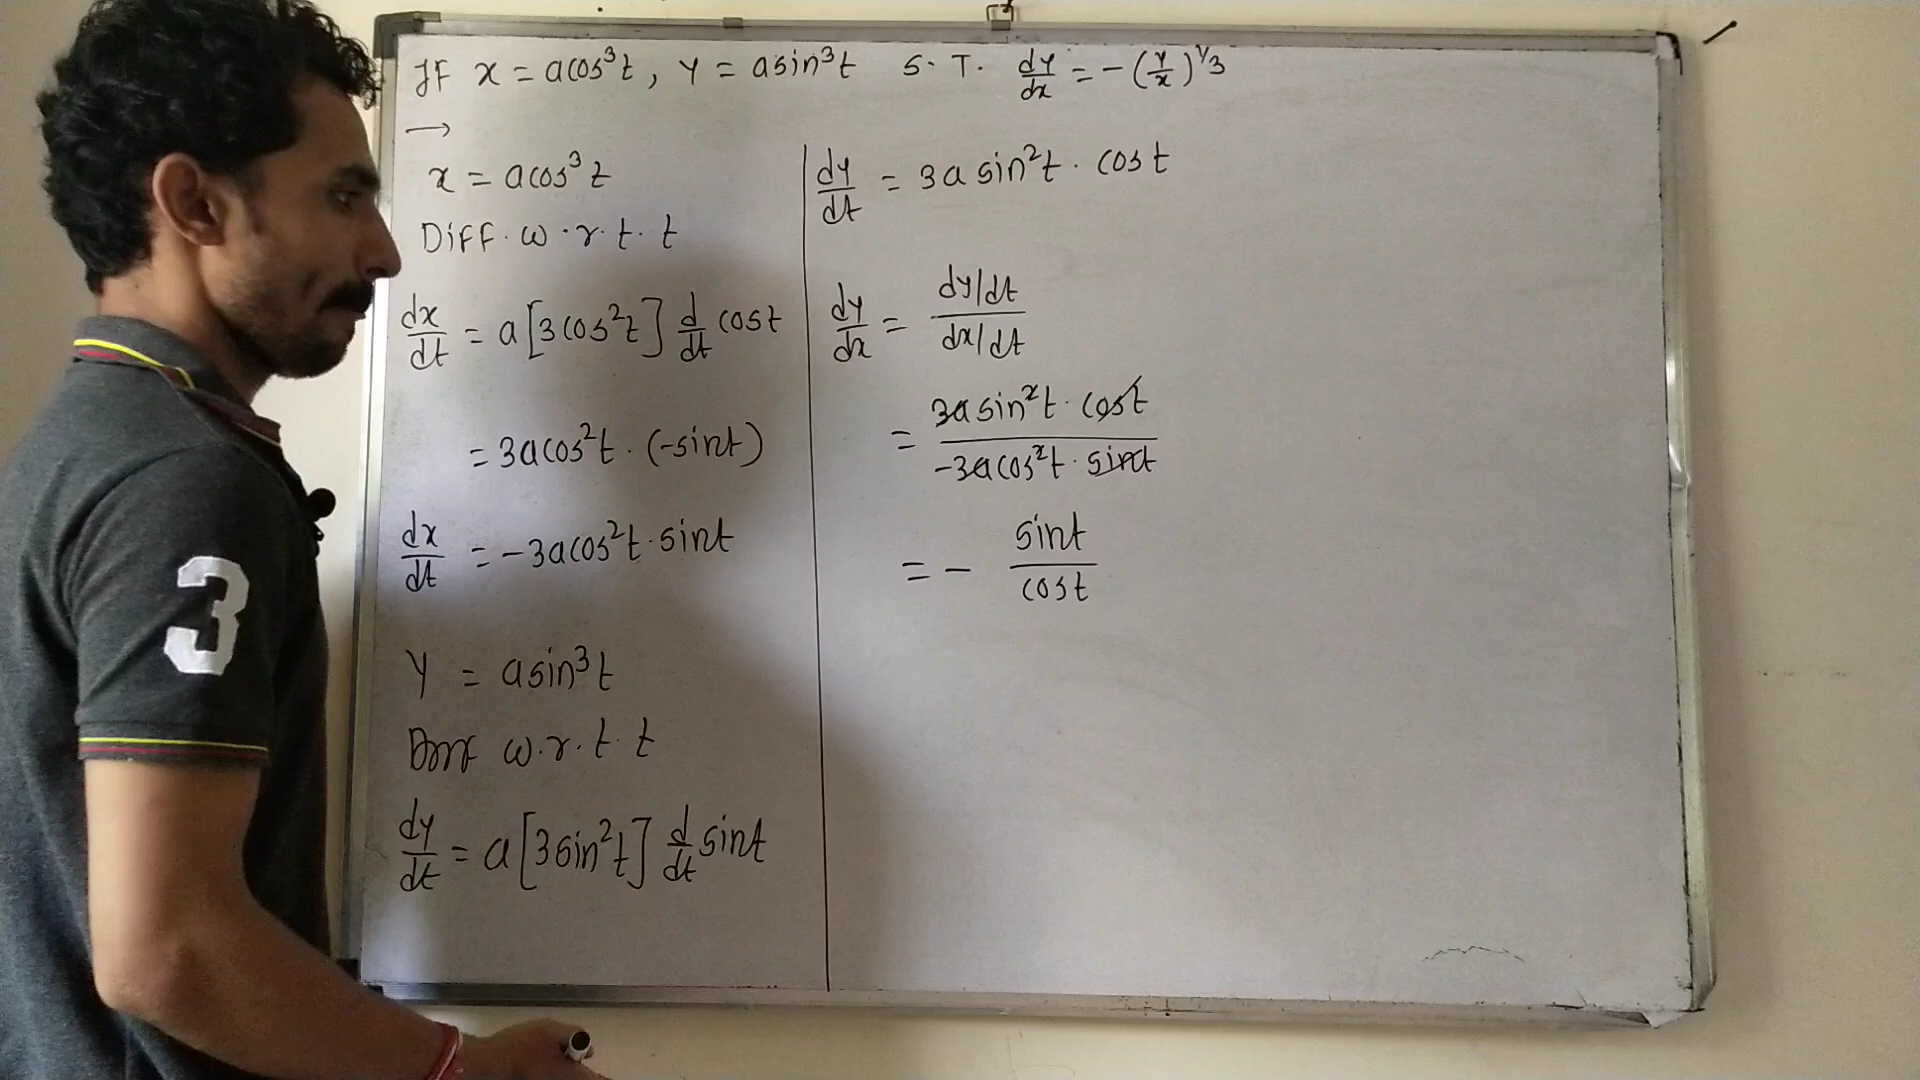 If x = acos³t, y = asin³t S.T. dy/dx = -(y/x)^1/3
→
x = acos³t
Diff. w.r.t. t
dx/dt = a[3cos²t] d/dt cost
= 3acos²t . (-sint)
dx/dt = -3acos²t . sint
y = asin³t
w.r.t. t
dy/dt = a[3sin²t] d/dt sint
dy/dt = 3a sin²t . cost
dy/dx = dy/dt / dx/dt
= 3a sin²t . cost / -3acos²t . sint
= - sint / cost
3